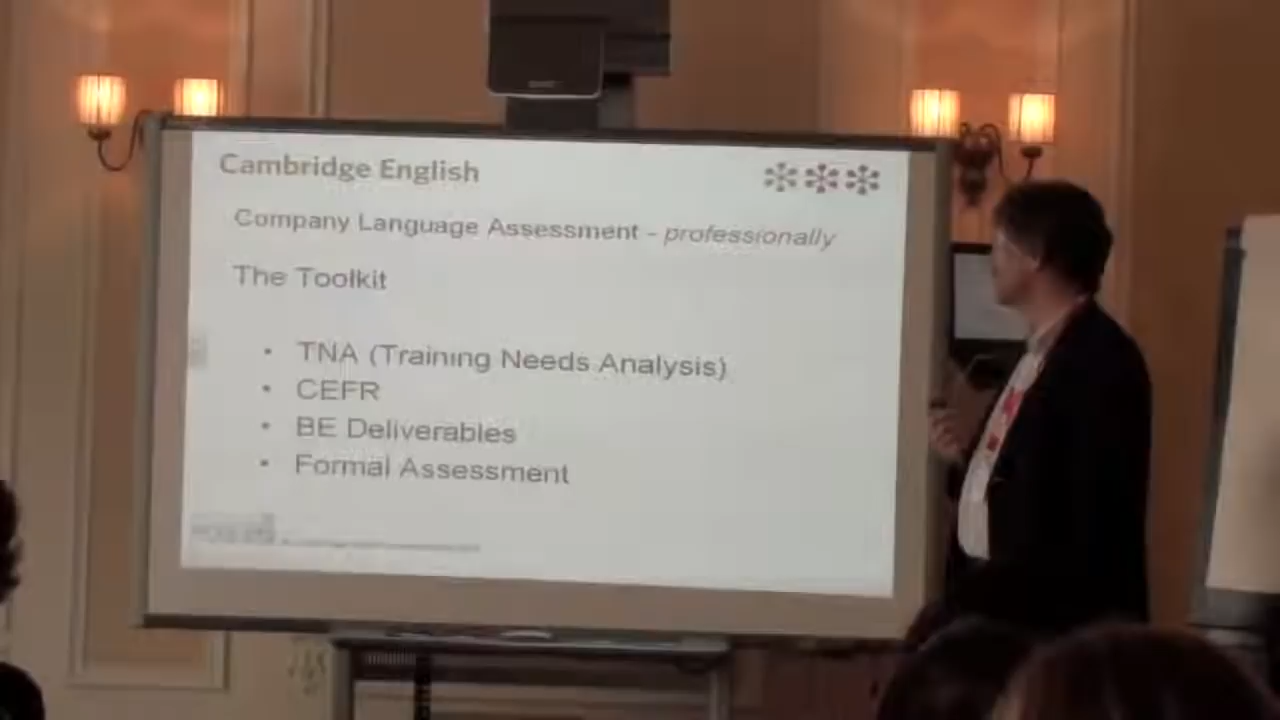 Cambridge English
Company Language Assessment - professionally
The Toolkit
• TNA (Training Needs Analysis)
• CEFR
• BE Deliverables
• Formal Assessment